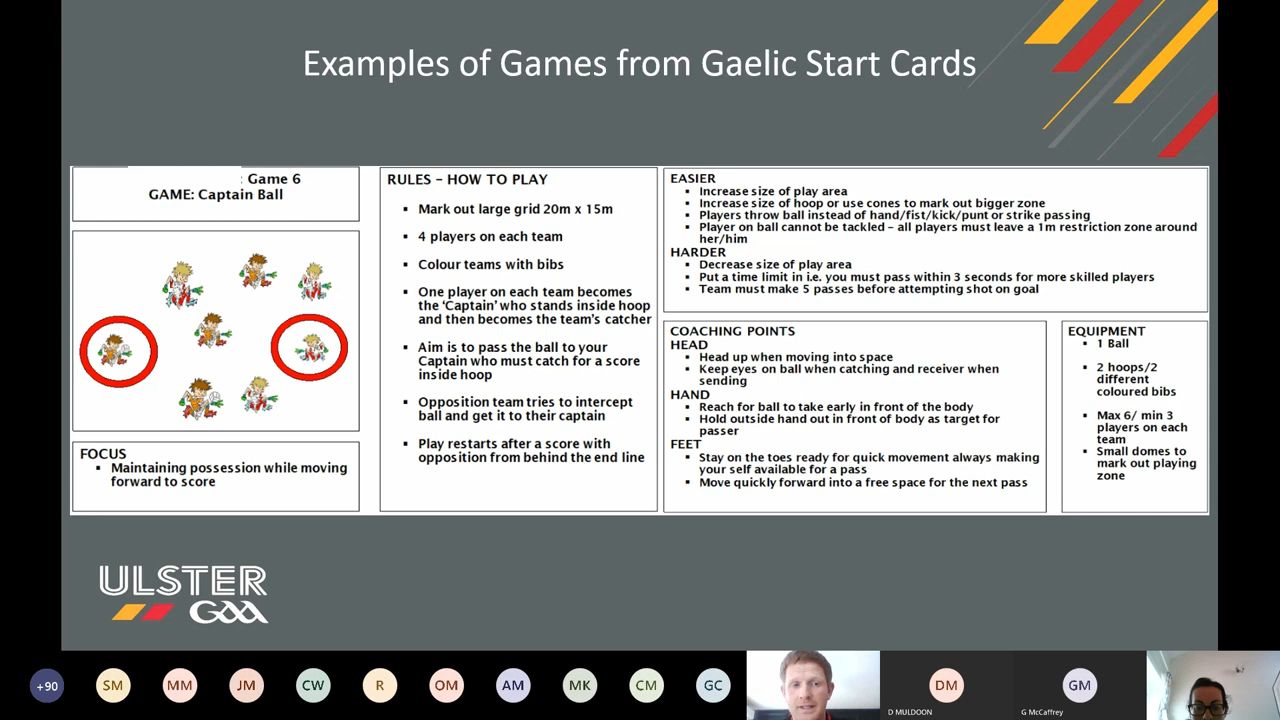 Examples of Games from Gaelic Start Cards
: Game 6
GAME: Captain Ball
FOCUS
▪ Maintaining possession while moving
forward to score
RULES – HOW TO PLAY
▪ Mark out large grid 20m x 15m
▪ 4 players on each team
▪ Colour teams with bibs
▪ One player on each team becomes
the ‘Captain’ who stands inside hoop
and then becomes the team’s catcher
▪ Aim is to pass the ball to your
Captain who must catch for a score
inside hoop
▪ Opposition team tries to intercept
ball and get it to their captain
▪ Play restarts after a score with
opposition from behind the end line
EASIER
▪ Increase size of play area
▪ Increase size of hoop or use cones to mark out bigger zone
▪ Players throw ball instead of hand/fist/kick/punt or strike passing
▪ Player on ball cannot be tackled – all players must leave a 1m restriction zone around
her/him
HARDER
▪ Decrease size of play area
▪ Put a time limit in i.e. you must pass within 3 seconds for more skilled players
▪ Team must make 5 passes before attempting shot on goal
COACHING POINTS
HEAD
▪ Head up when moving into space
▪ Keep eyes on ball when catching and receiver when
sending
HAND
▪ Reach for ball to take early in front of the body
▪ Hold outside hand out in front of body as target for
passer
FEET
▪ Stay on the toes ready for quick movement always making
your self available for a pass
▪ Move quickly forward into a free space for the next pass
EQUIPMENT
▪ 1 Ball
▪ 2 hoops/2
different
coloured bibs
▪ Max 6/ min 3
players on each
team
▪ Small domes to
mark out playing
zone
ULSTER
GAA
+90 SM MM JM CW R OM AM MK CM GC DM GM
D MULDOON G McCaffrey